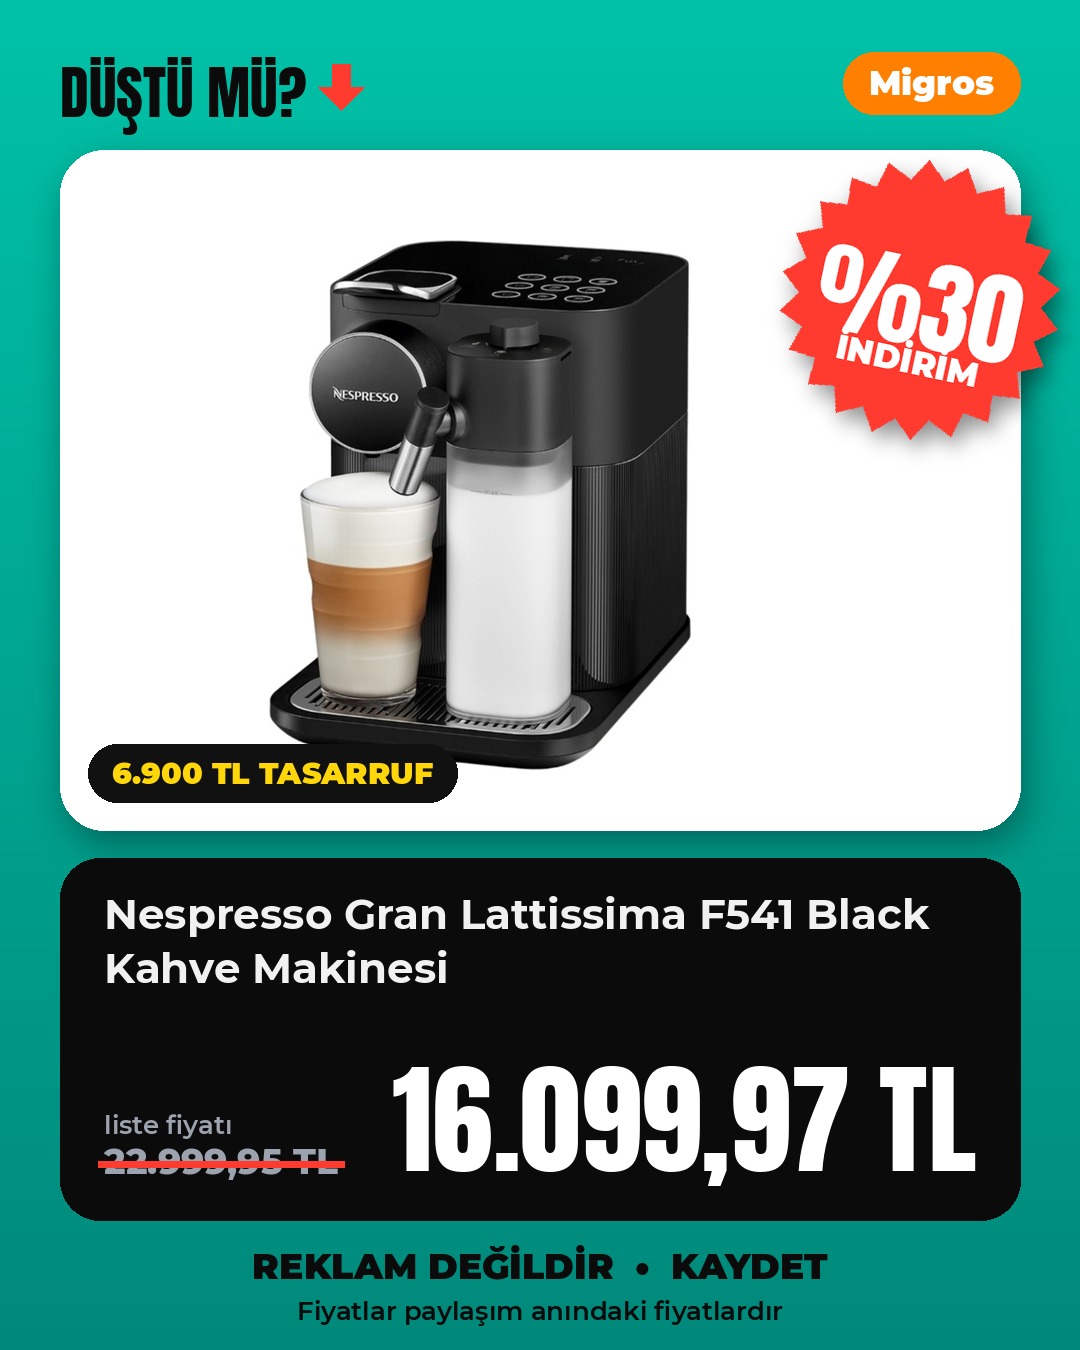 DÜŞTÜ MÜ?
Migros
%30
İNDİRİM
NESPRESSO
6.900 TL TASARRUF
Nespresso Gran Lattissima F541 Black
Kahve Makinesi
liste fiyatı
22.999,95 TL
16.099,97 TL
REKLAM DEĞİLDİR • KAYDET
Fiyatlar paylaşım anındaki fiyatlardır